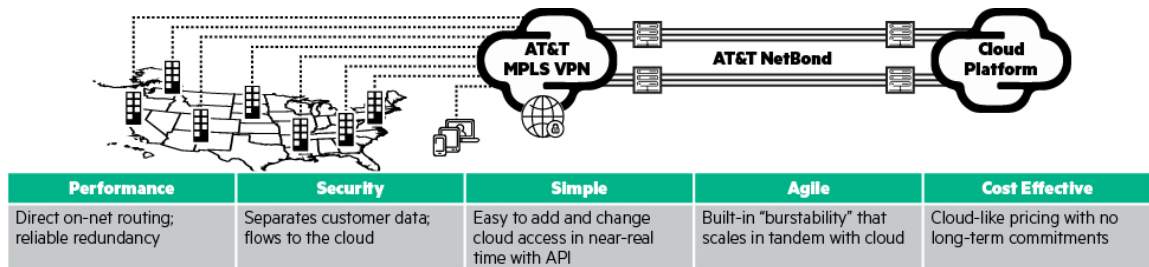 AT&T
MPLS VPN
AT&T NetBond
Cloud
Platform
Performance
Security
Simple
Agile
Cost Effective
Direct on-net routing;
reliable redundancy
Separates customer data;
flows to the cloud
Easy to add and change
cloud access in near-real
time with API
Built-in “burstability” that
scales in tandem with cloud
Cloud-like pricing with no
long-term commitments